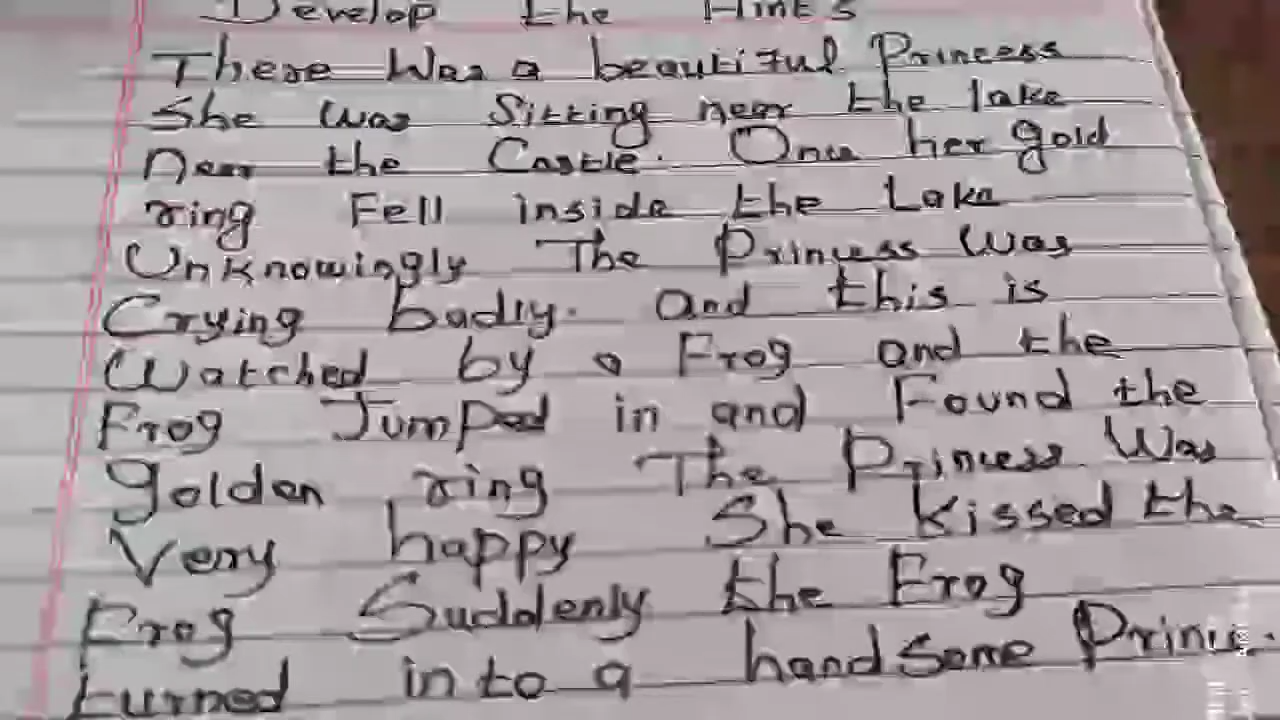 Develop the Hints
There was a beautiful Princess
She was Sitting near the lake
near the Castle. Once her gold
ring Fell inside the Lake
Unknowingly The Princess was
Crying badly. and this is
Watched by a Frog and the
Frog Jumped in and Found the
golden ring The Princess was
Very happy She kissed the
Frog Suddenly the Frog
turned in to a handsome Prince.